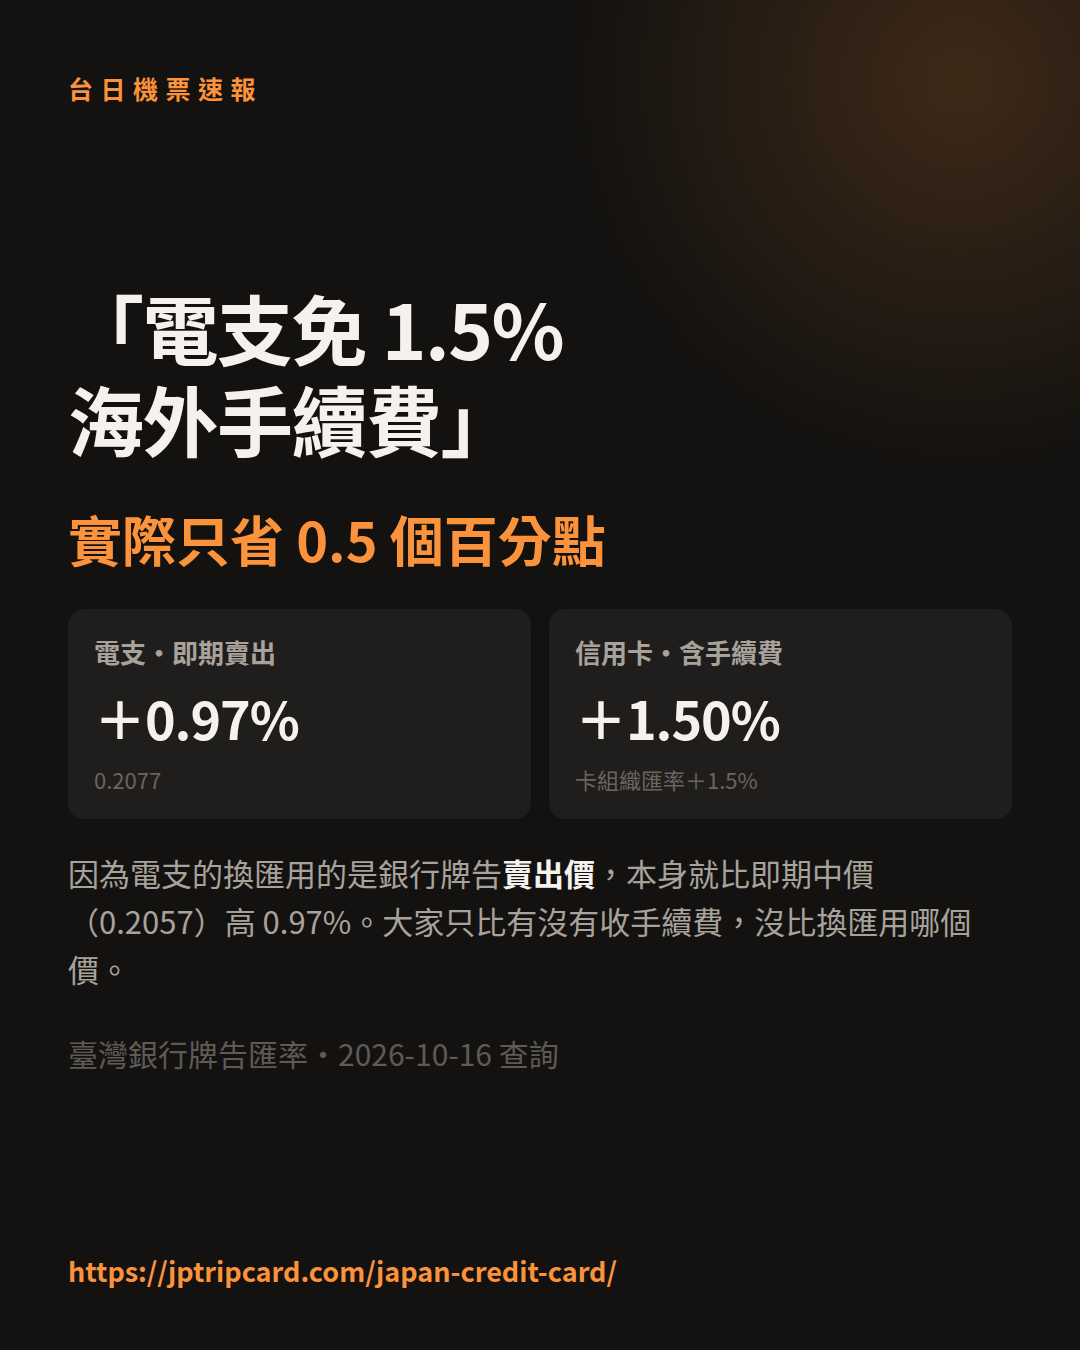 台日機票速報
「電支免 1.5%
海外手續費」
實際只省 0.5 個百分點
電支・即期賣出
＋0.97%
0.2077
信用卡・含手續費
＋1.50%
卡組織匯率＋1.5%
因為電支的換匯用的是銀行牌告賣出價，本身就比即期中價
（0.2057）高 0.97%。大家只比有沒有收手續費，沒比換匯用哪個
價。
臺灣銀行牌告匯率・2026-10-16 查詢
https://jptripcard.com/japan-credit-card/